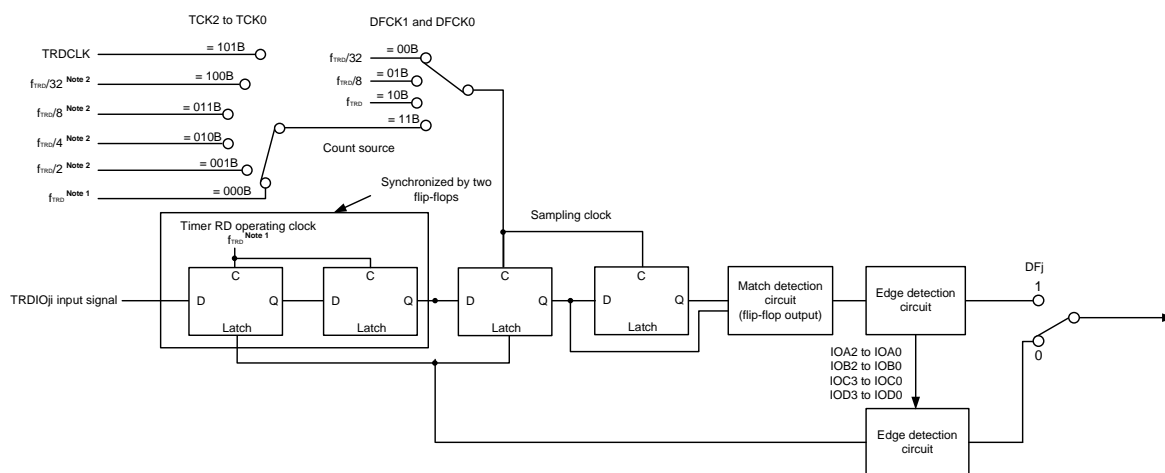 TCK2 to TCK0
DFCK1 and DFCK0
TRDCLK
= 101B
fTRD/32 Note 2
= 100B
fTRD/8 Note 2
= 011B
fTRD/4 Note 2
= 010B
fTRD/2 Note 2
= 001B
fTRD Note 1
= 000B
fTRD/32
= 00B
fTRD/8
= 01B
fTRD
= 10B
= 11B
Count source
Synchronized by two
flip-flops
Sampling clock
Timer RD operating clock
fTRD Note 1
TRDIOji input signal
C
D
Q
Latch
C
D
Q
Latch
C
D
Q
Latch
C
D
Q
Latch
Match detection
circuit
(flip-flop output)
Edge detection
circuit
DFj
1
0
IOA2 to IOA0
IOB2 to IOB0
IOC3 to IOC0
IOD3 to IOD0
Edge detection
circuit